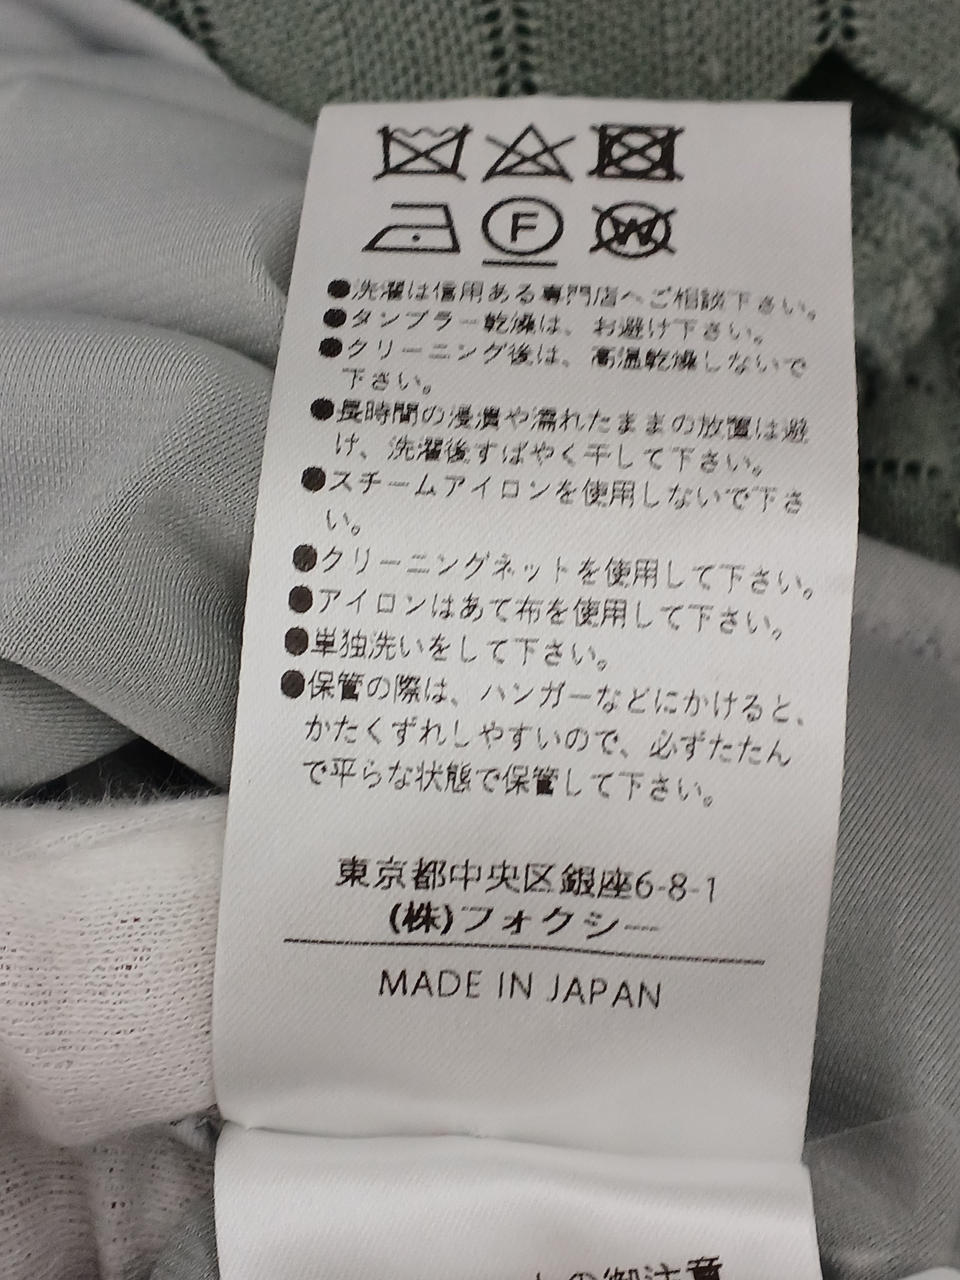 F W
●洗濯は信用ある専門店へご相談下さい。
●タンブラー乾燥は、お避け下さい。
●クリーニング後は、高温乾燥しないで
下さい。
●長時間の浸漬や濡れたままの放置は避
け、洗濯後すばやく干して下さい。
●スチームアイロンを使用しないで下さ
い。
●クリーニングネットを使用して下さい。
●アイロンはあて布を使用して下さい。
●単独洗いをして下さい。
●保管の際は、ハンガーなどにかけると、
かたくずれしやすいので、必ずたたん
で平らな状態で保管して下さい。
東京都中央区銀座6-8-1
(株)フォクシー
MADE IN JAPAN
の御注意